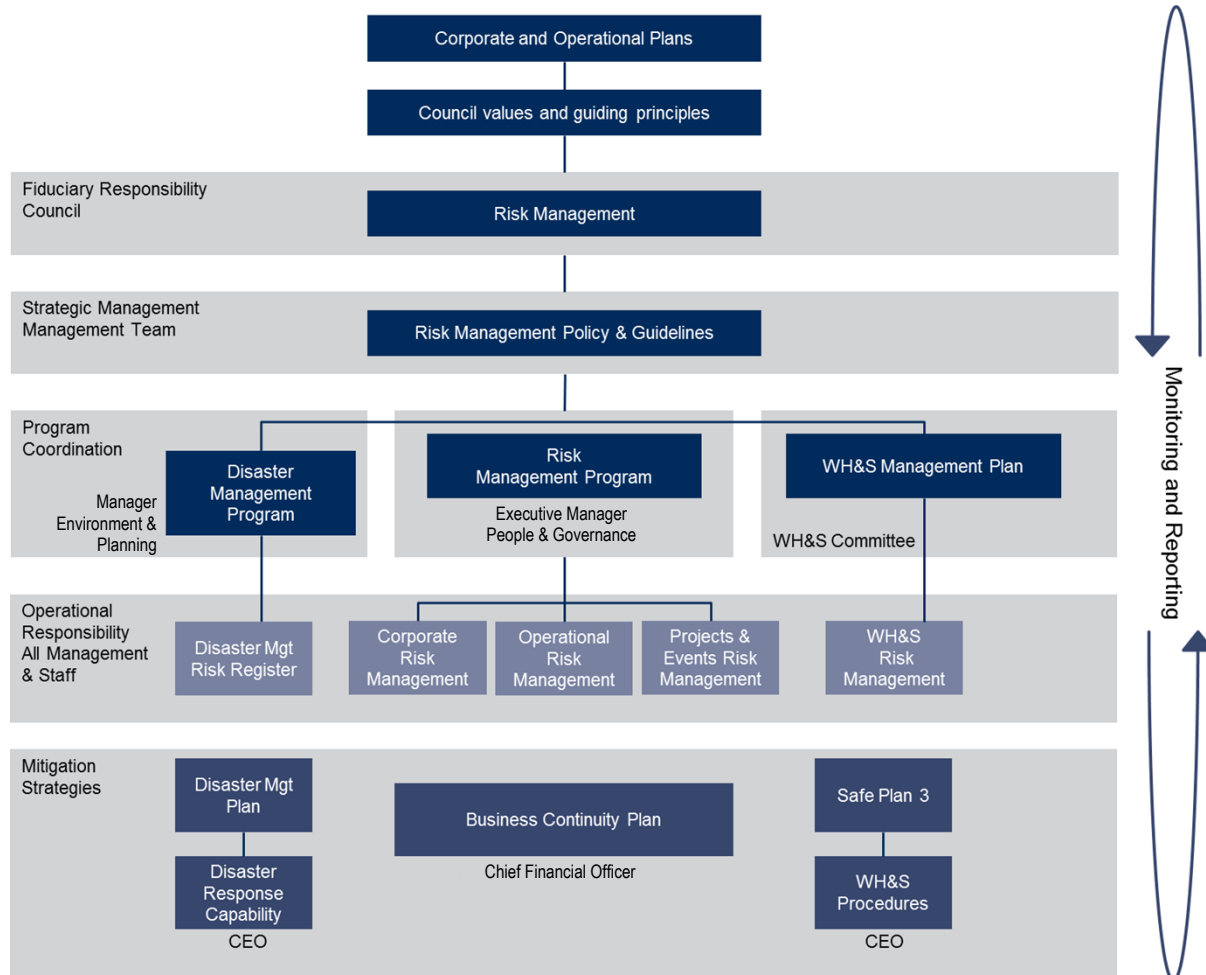 Corporate and Operational Plans
Council values and guiding principles
Fiduciary Responsibility
Council
Risk Management
Strategic Management
Management Team
Risk Management Policy & Guidelines
Program
Coordination
Disaster
Management
Program
Manager
Environment &
Planning
Risk
Management Program
Executive Manager
People & Governance
WH&S Management Plan
WH&S Committee
Operational
Responsibility
All Management
& Staff
Disaster Mgt
Risk Register
Corporate
Risk
Management
Operational
Risk
Management
Projects &
Events Risk
Management
WH&S
Risk
Management
Mitigation
Strategies
Disaster Mgt
Plan
Disaster
Response
Capability
CEO
Business Continuity Plan
Chief Financial Officer
Safe Plan 3
WH&S
Procedures
CEO
Monitoring and Reporting